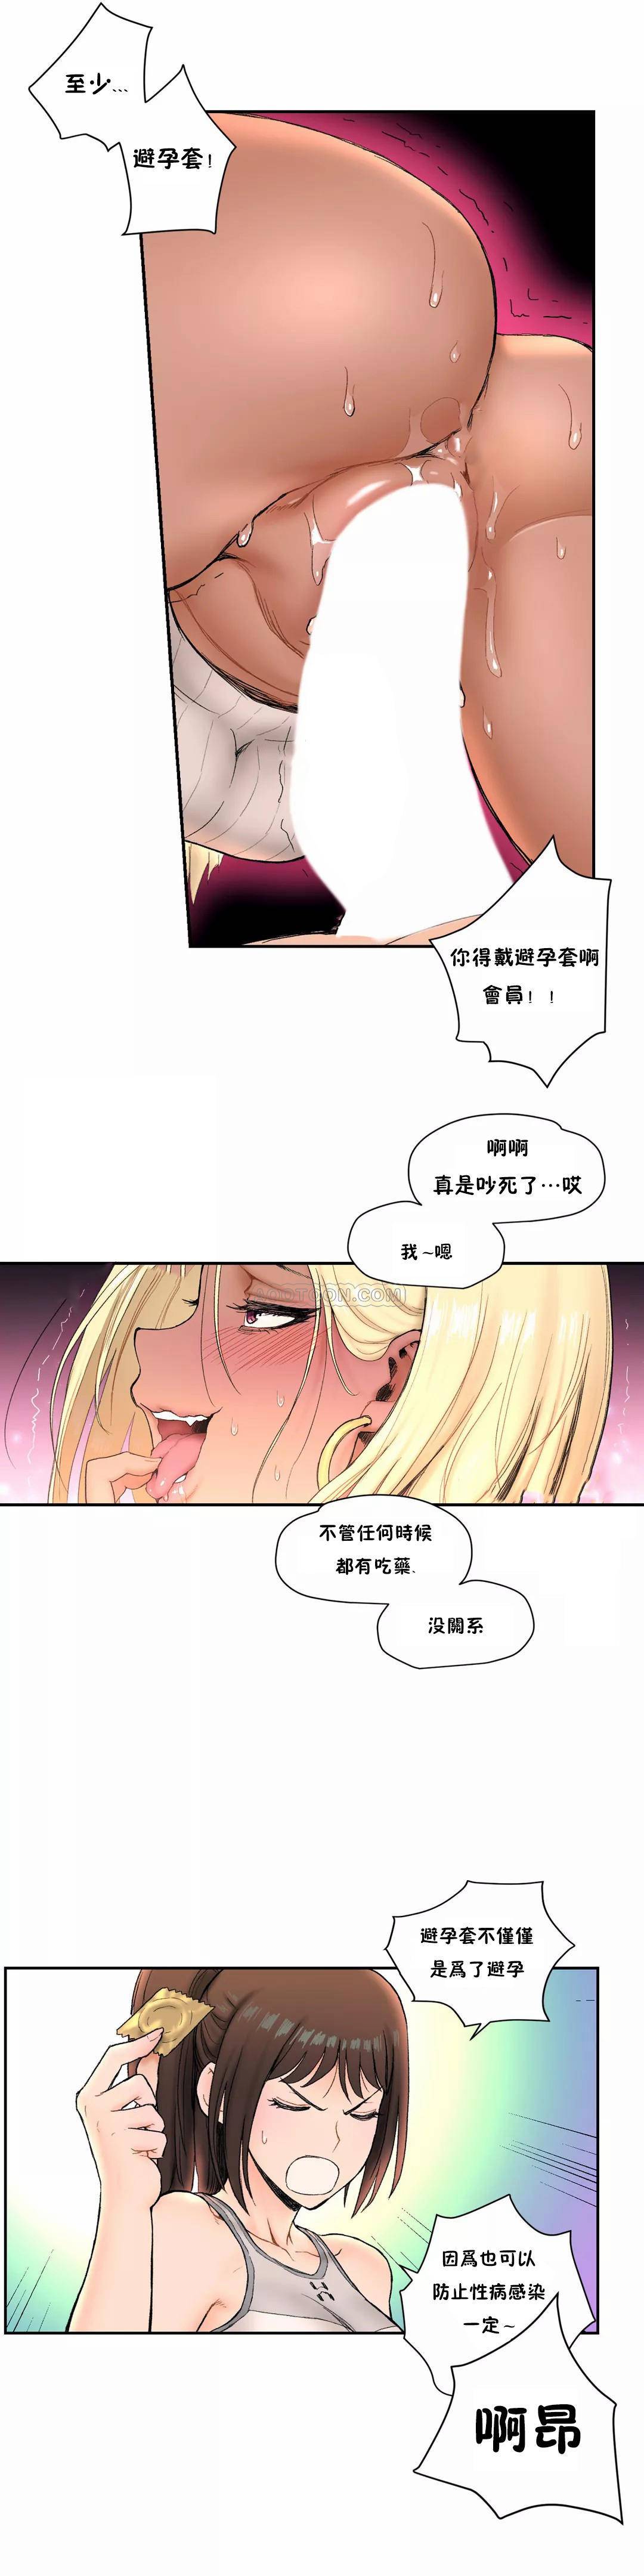 至少...
避孕套!
你得戴避孕套啊
會員!!
啊啊
真是吵死了…哎
我~嗯
TOON.COM
不管任何時候
都有吃藥.
没關系
避孕套不僅僅
是爲了避孕
因爲也可以
防止性病感染
一定~
啊昂